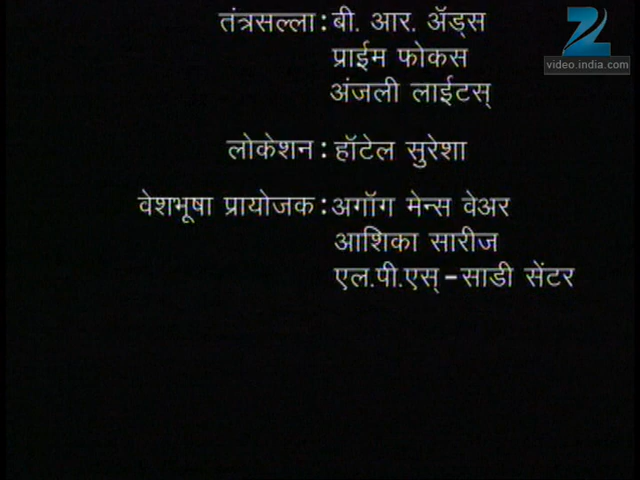 तंत्रसल्ला : बी. आर. ॲड्स
प्राईम फोकस
अंजली लाईटस्
लोकेशन : हॉटेल सुरेशा
वेशभूषा प्रायोजक : अगॉग मेन्स वेअर
आशिका सारीज
एल.पी.एस् - साडी सेंटर
Z
video.india.com